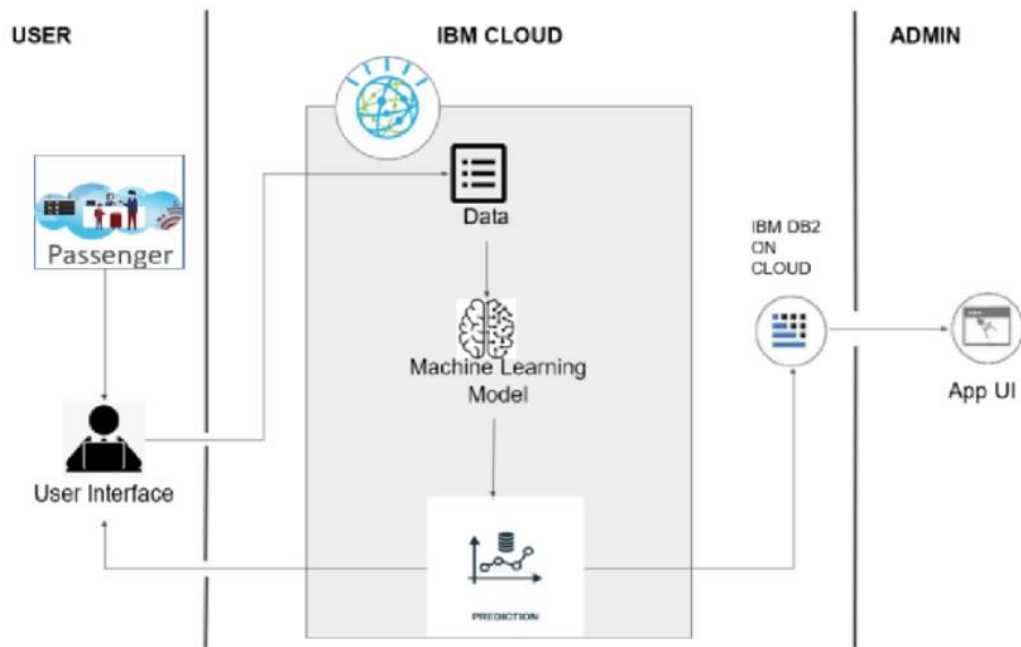 USER
IBM CLOUD
ADMIN
Passenger
Data
IBM DB2
ON
CLOUD
Machine Learning
Model
App UI
User Interface
PREDICTION